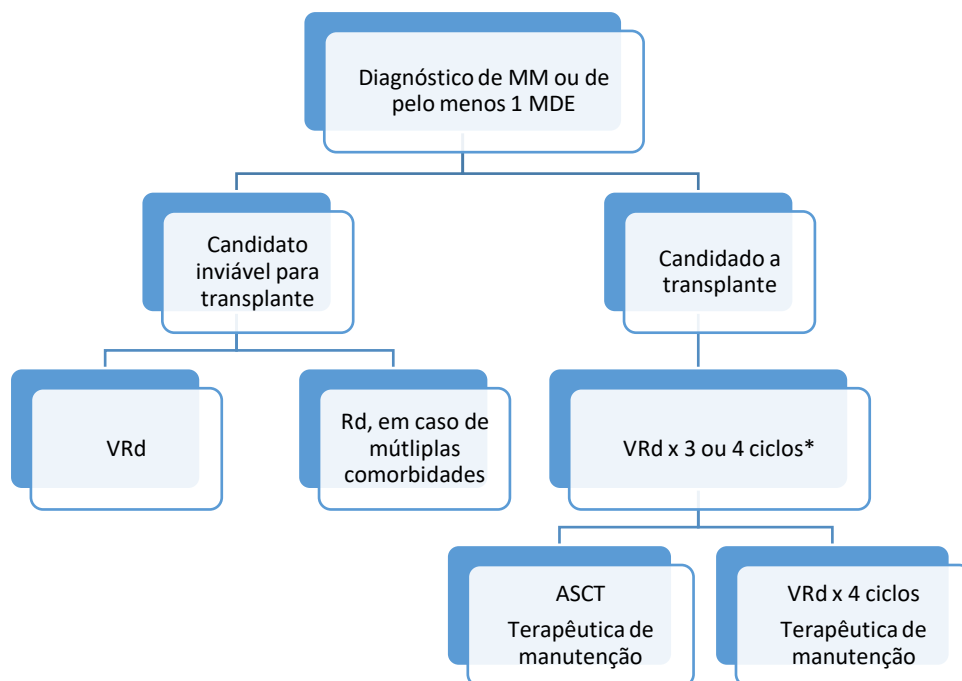 Diagnóstico de MM ou de
pelo menos 1 MDE
Candidato
inviável para
transplante
Candidado a
transplante
VRd
Rd, em caso de
mútliplas
comorbidades
VRd x 3 ou 4 ciclos*
ASCT
Terapêutica de
manutenção
VRd x 4 ciclos
Terapêutica de
manutenção